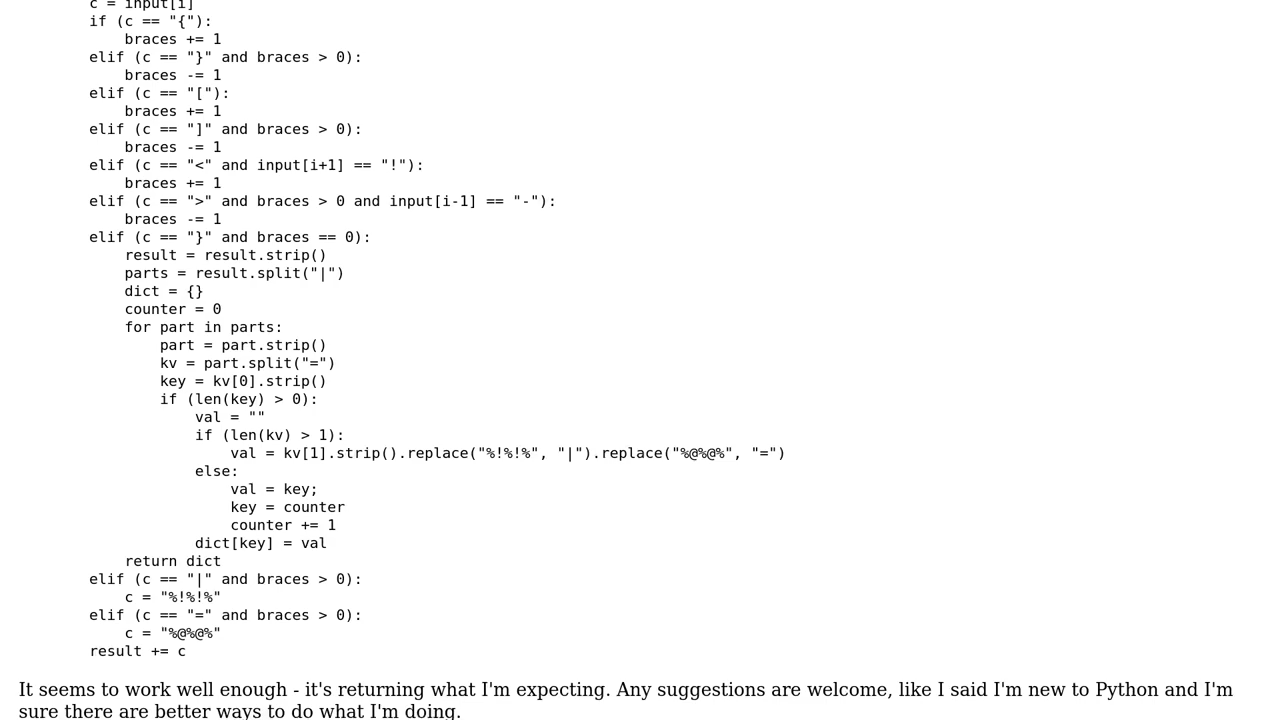 c = input[i]
if (c == "{"):
braces += 1
elif (c == "}" and braces > 0):
braces -= 1
elif (c == "["):
braces += 1
elif (c == "]" and braces > 0):
braces -= 1
elif (c == "<" and input[i+1] == "!"):
braces += 1
elif (c == ">" and braces > 0 and input[i-1] == "-"):
braces -= 1
elif (c == "}" and braces == 0):
result = result.strip()
parts = result.split("|")
dict = {}
counter = 0
for part in parts:
part = part.strip()
kv = part.split("=")
key = kv[0].strip()
if (len(key) > 0):
val = ""
if (len(kv) > 1):
val = kv[1].strip().replace("%!%!%", "|").replace("%@%@%", "=")
else:
val = key;
key = counter
counter += 1
dict[key] = val
return dict
elif (c == "|" and braces > 0):
c = "%!%!%"
elif (c == "=" and braces > 0):
c = "%@%@%"
result += c
It seems to work well enough - it's returning what I'm expecting. Any suggestions are welcome, like I said I'm new to Python and I'm
sure there are better ways to do what I'm doing.